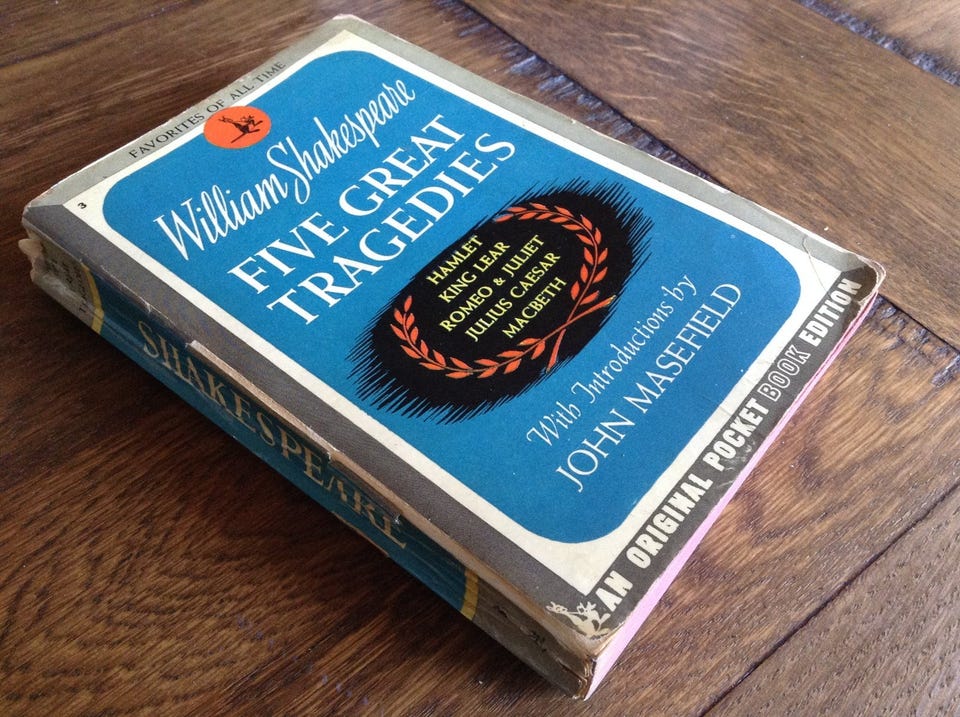 FAVORITES OF ALL TIME
3
William Shakespeare
FIVE GREAT
TRAGEDIES
HAMLET
KING LEAR
ROMEO & JULIET
JULIUS CAESAR
MACBETH
With Introductions by
JOHN MASEFIELD
AN ORIGINAL POCKET BOOK EDITION
SHAKESPEARE